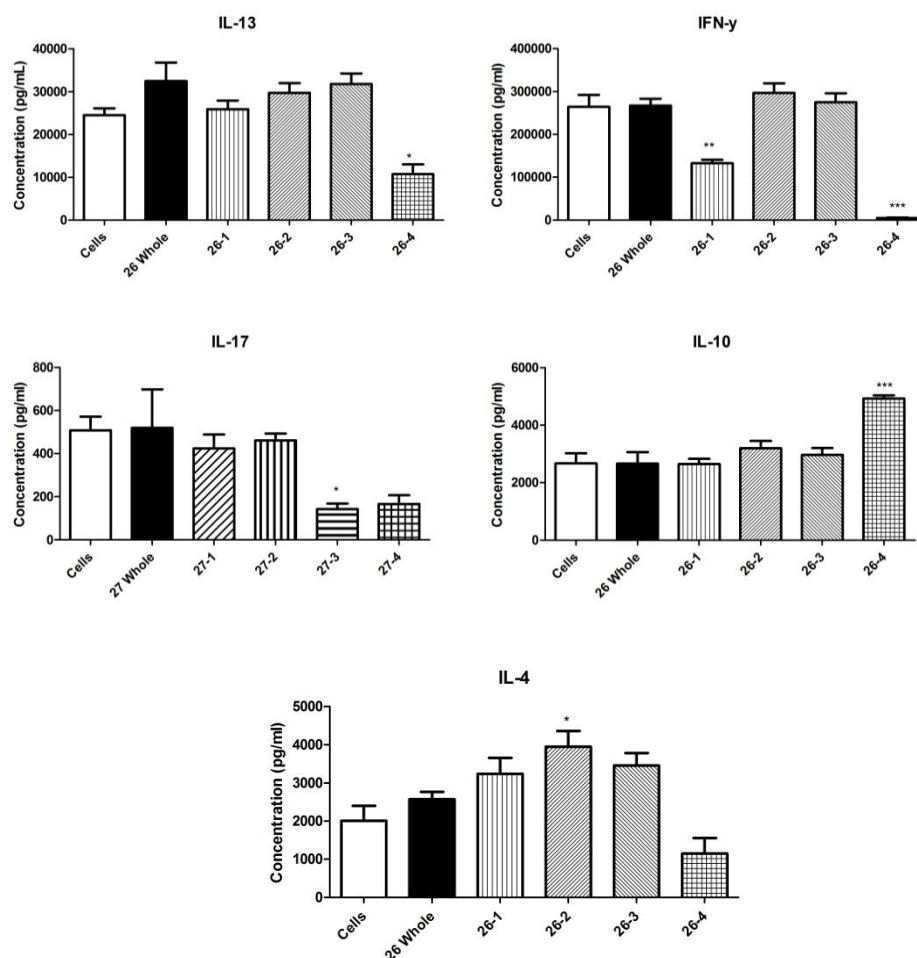 IL-13
Concentration (pg/mL)
40000
30000
20000
10000
0
*
Cells
26 Whole
26-1
26-2
26-3
26-4
IFN-y
Concentration (pg/ml)
400000
300000
200000
100000
0
**
***
Cells
26 Whole
26-1
26-2
26-3
26-4
IL-17
Concentration (pg/ml)
800
600
400
200
0
*
Cells
27 Whole
27-1
27-2
27-3
27-4
IL-10
Concentration (pg/ml)
6000
4000
2000
0
***
Cells
26 Whole
26-1
26-2
26-3
26-4
IL-4
Concentration (pg/ml)
5000
4000
3000
2000
1000
0
*
Cells
26 Whole
26-1
26-2
26-3
26-4